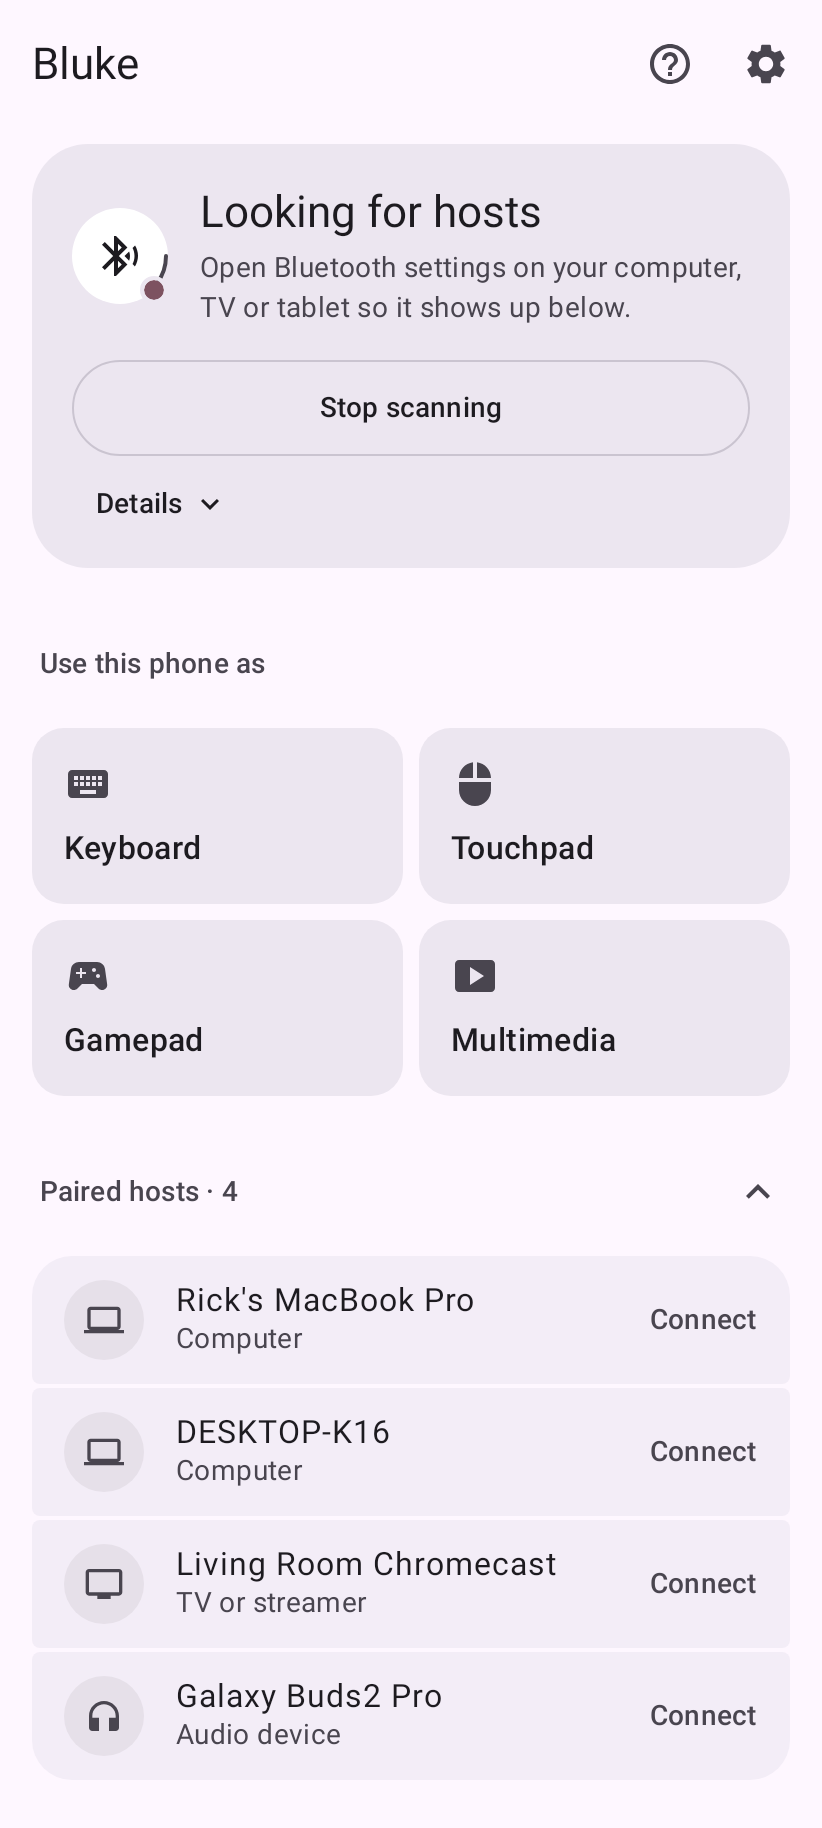 Bluke
Looking for hosts
Open Bluetooth settings on your computer,
TV or tablet so it shows up below.
Stop scanning
Details
Use this phone as
Keyboard
Touchpad
Gamepad
Multimedia
Paired hosts · 4
Rick's MacBook Pro
Computer
Connect
DESKTOP-K16
Computer
Connect
Living Room Chromecast
TV or streamer
Connect
Galaxy Buds2 Pro
Audio device
Connect